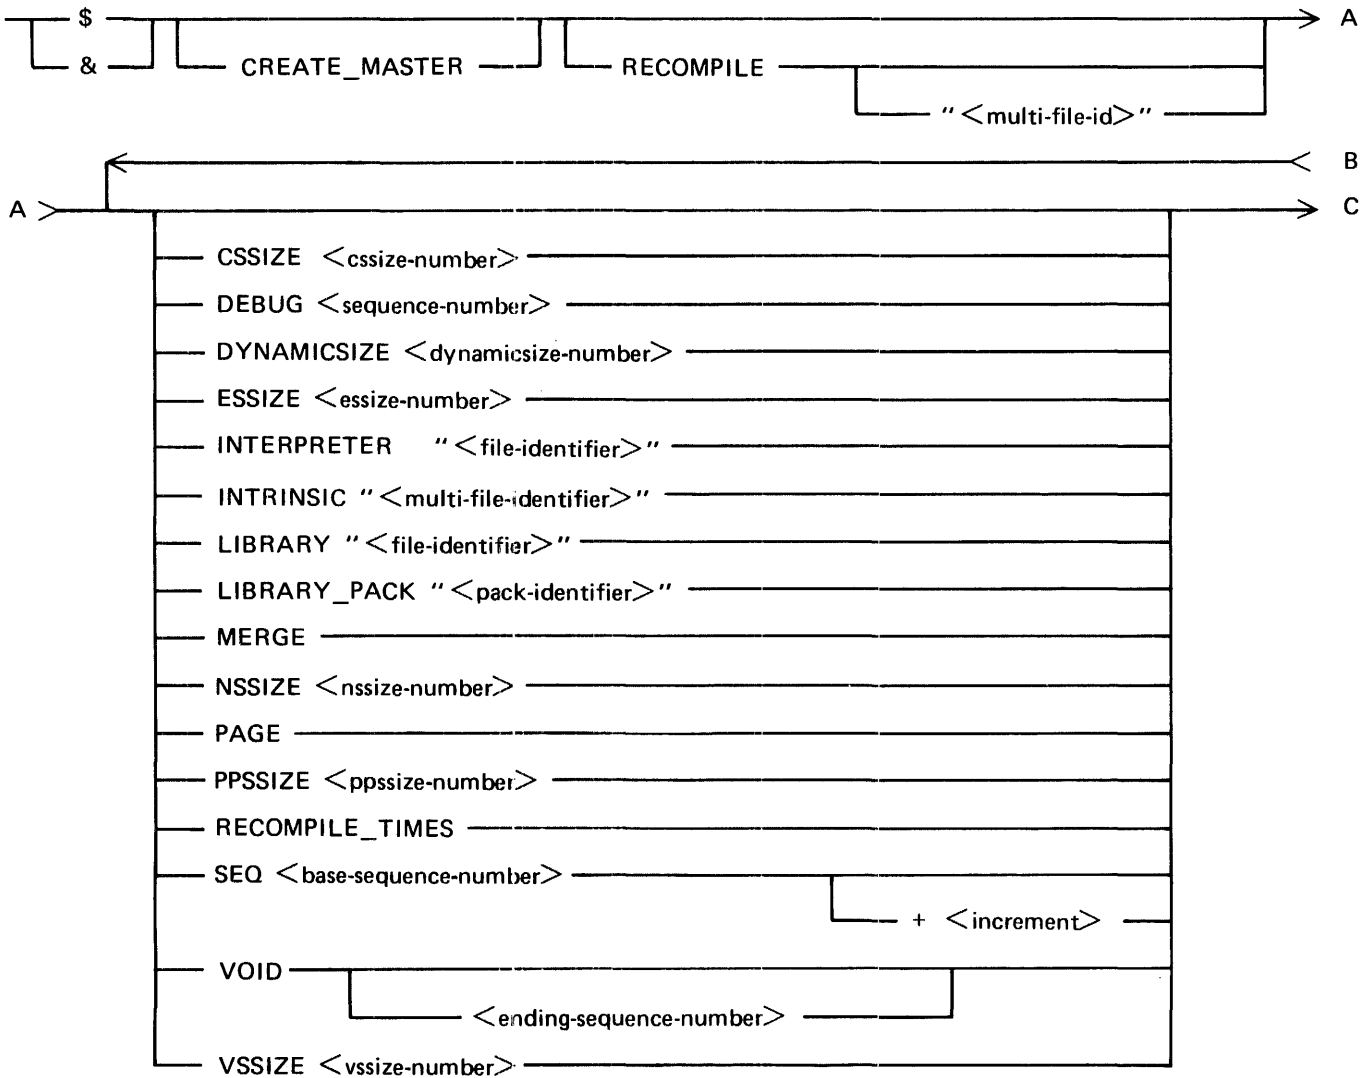 $ A
& CREATE_MASTER RECOMPILE
"<multi-file-id>"
B
A C
CSSIZE <cssize-number>
DEBUG <sequence-number>
DYNAMICSIZE <dynamicsize-number>
ESSIZE <essize-number>
INTERPRETER "<file-identifier>"
INTRINSIC "<multi-file-identifier>"
LIBRARY "<file-identifier>"
LIBRARY_PACK "<pack-identifier>"
MERGE
NSSIZE <nssize-number>
PAGE
PPSSIZE <ppssize-number>
RECOMPILE_TIMES
SEQ <base-sequence-number>
+ <increment>
VOID
<ending-sequence-number>
VSSIZE <vssize-number>